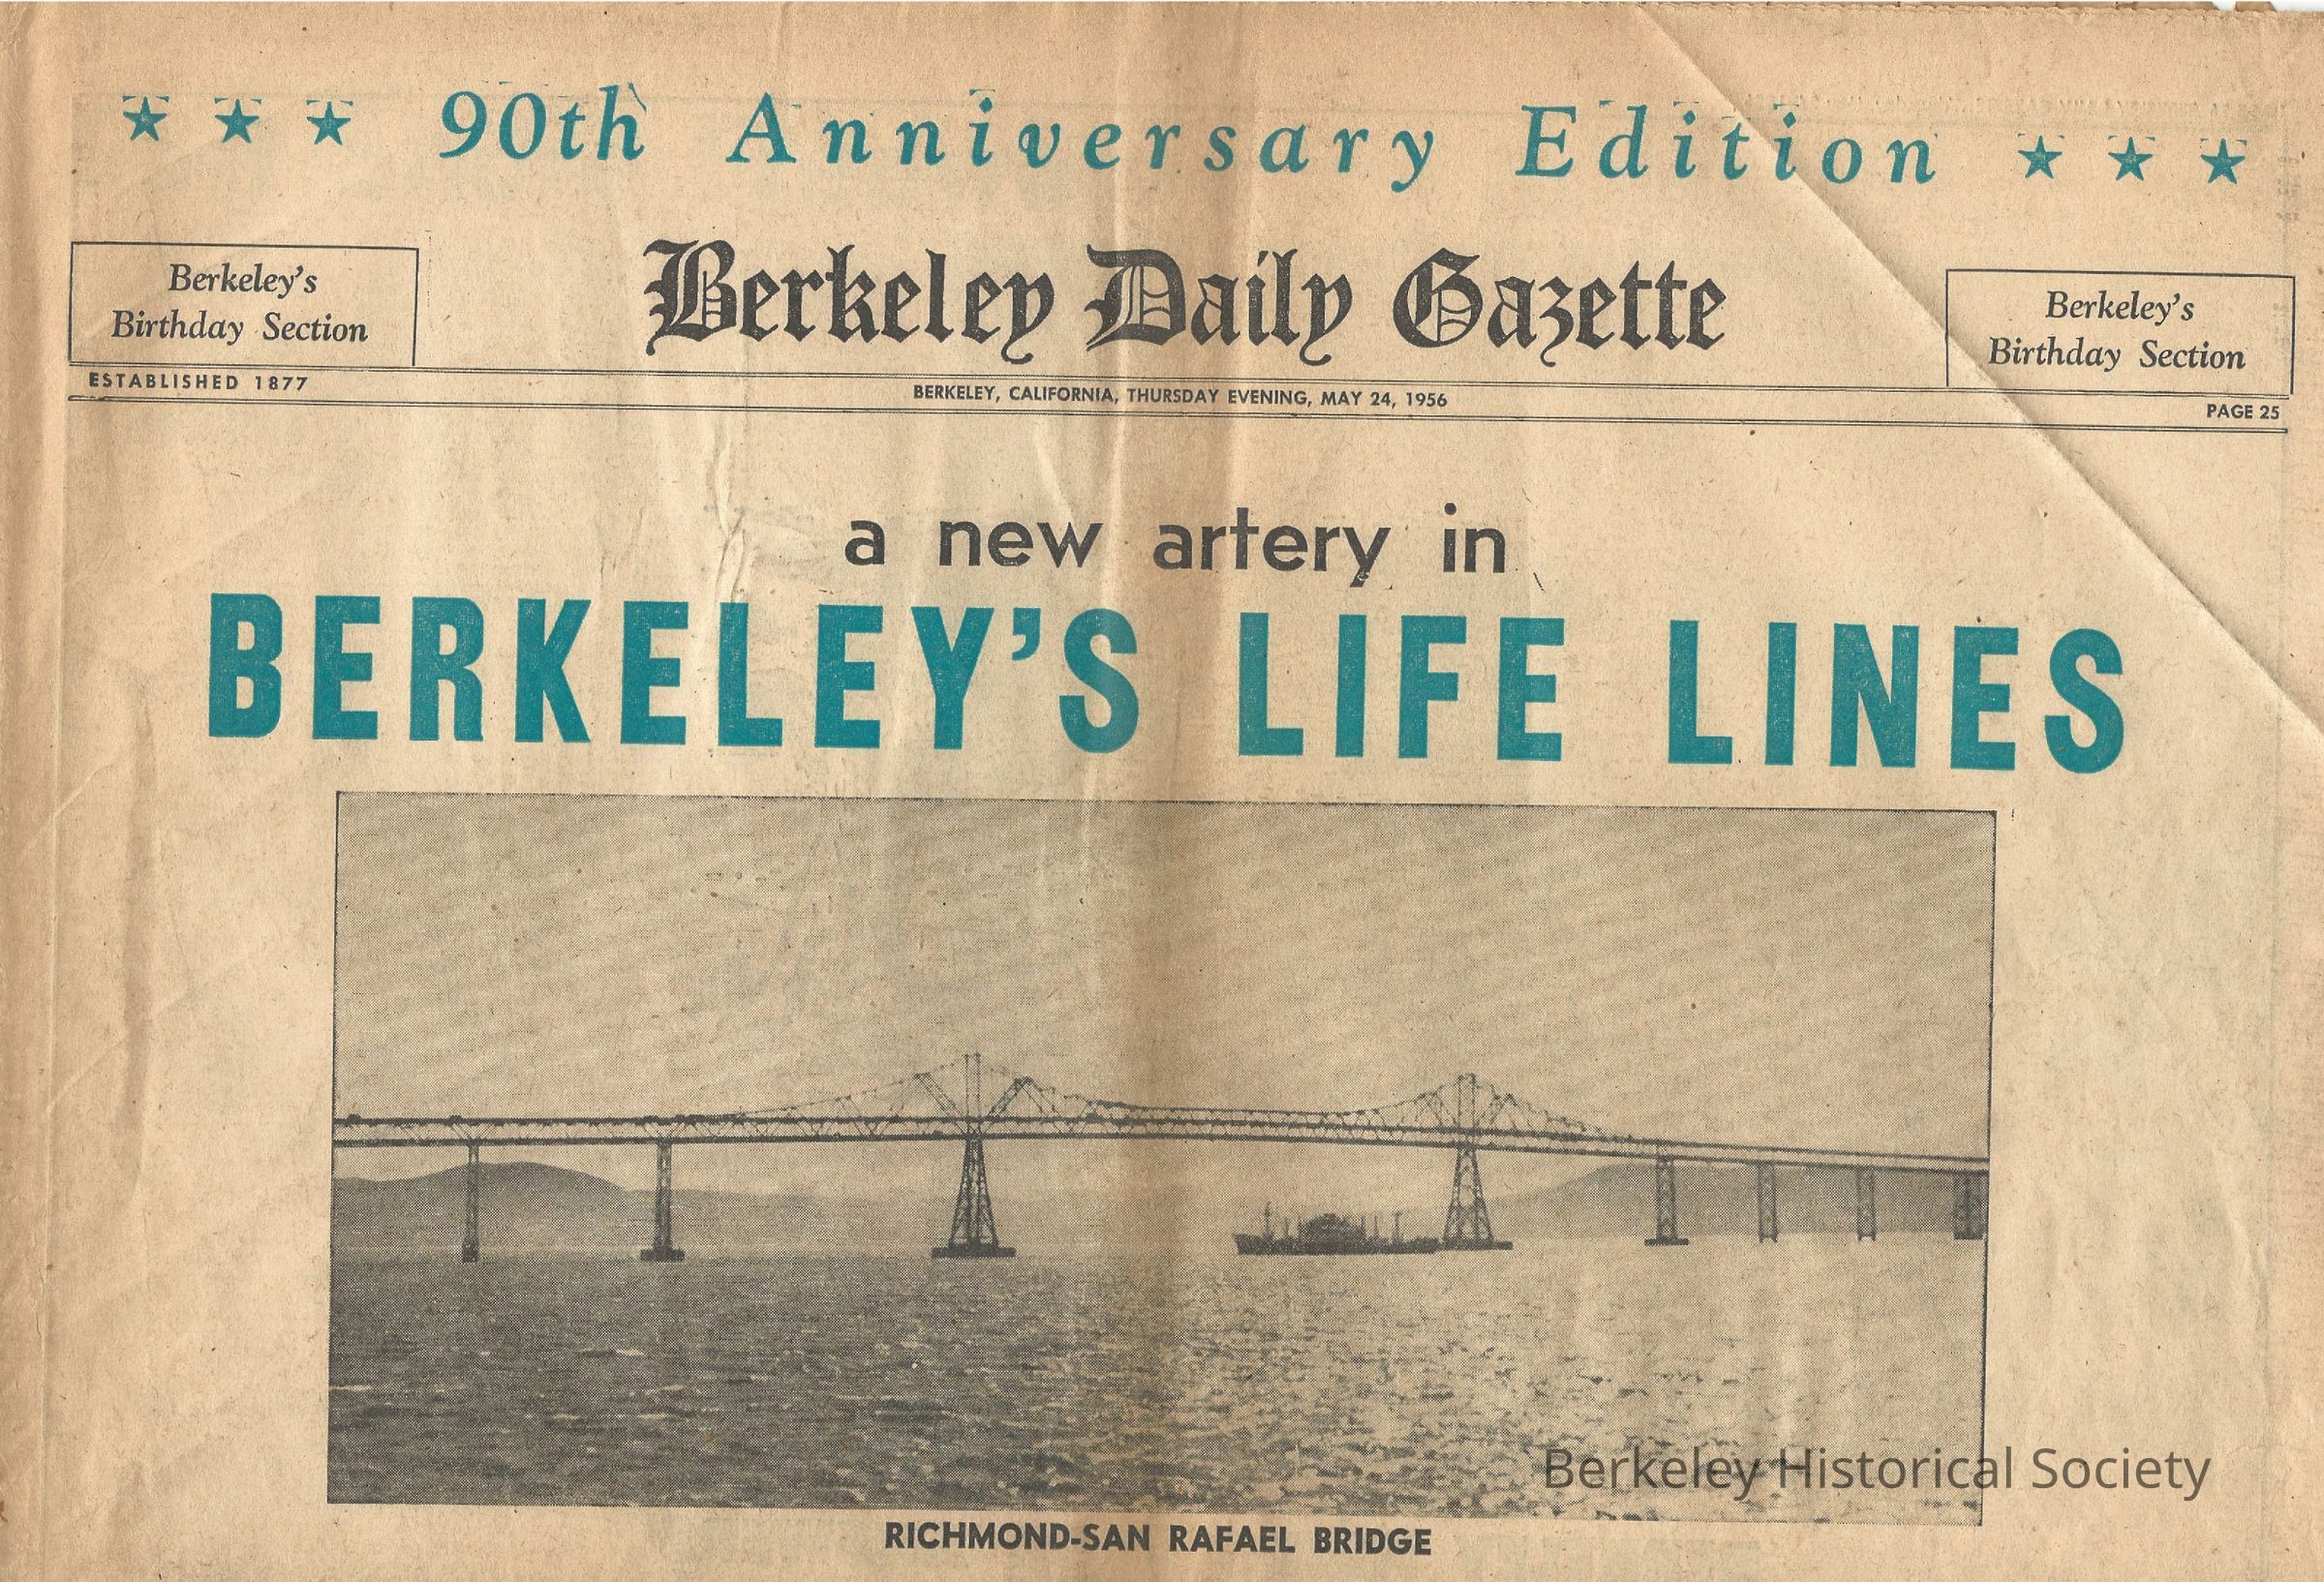 ★ ★ ★ 90th Anniversary Edition ★ ★ ★
Berkeley's
Birthday Section
Berkeley Daily Gazette
Berkeley's
Birthday Section
ESTABLISHED 1877
BERKELEY, CALIFORNIA, THURSDAY EVENING, MAY 24, 1956
PAGE 25
a new artery in
BERKELEY'S LIFE LINES
Berkeley Historical Society
RICHMOND-SAN RAFAEL BRIDGE